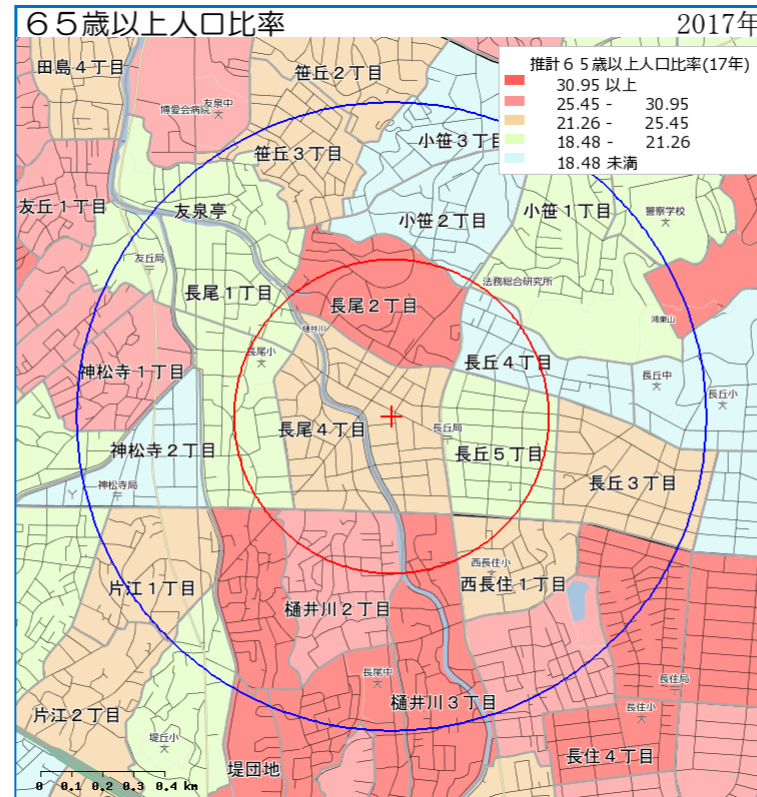 ６５歳以上人口比率
2017年
推計６５歳以上人口比率(17年)
30.95 以上
25.45 - 30.95
21.26 - 25.45
18.48 - 21.26
18.48 未満
田島４丁目
笹丘２丁目
友泉中
博愛会病院
小笹３丁目
笹丘３丁目
友丘１丁目
友泉亭
小笹２丁目
小笹１丁目
警察学校
友丘局
長尾１丁目
法務総合研究所
長尾２丁目
鴻巣山
樋井川
長尾小
長丘４丁目
神松寺１丁目
長丘中
長丘小
長尾４丁目
長丘局
神松寺２丁目
長丘５丁目
長丘３丁目
神松寺局
西長住小
片江１丁目
西長住１丁目
樋井川２丁目
長尾中
長住局
樋井川３丁目
片江２丁目
長住小
堤丘小
長住４丁目
堤団地
0 0.1 0.2 0.3 0.4 km